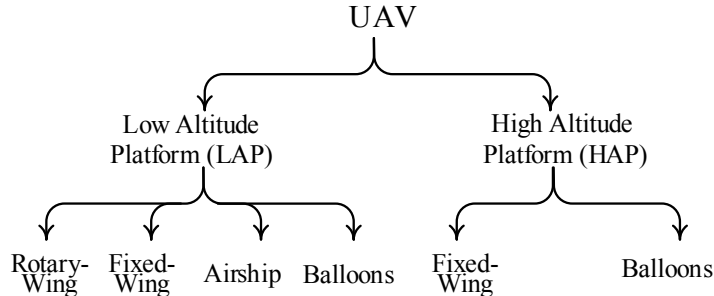 UAV
Low Altitude
Platform (LAP)
High Altitude
Platform (HAP)
Rotary-
Wing
Fixed-
Wing
Airship
Balloons
Fixed-
Wing
Balloons